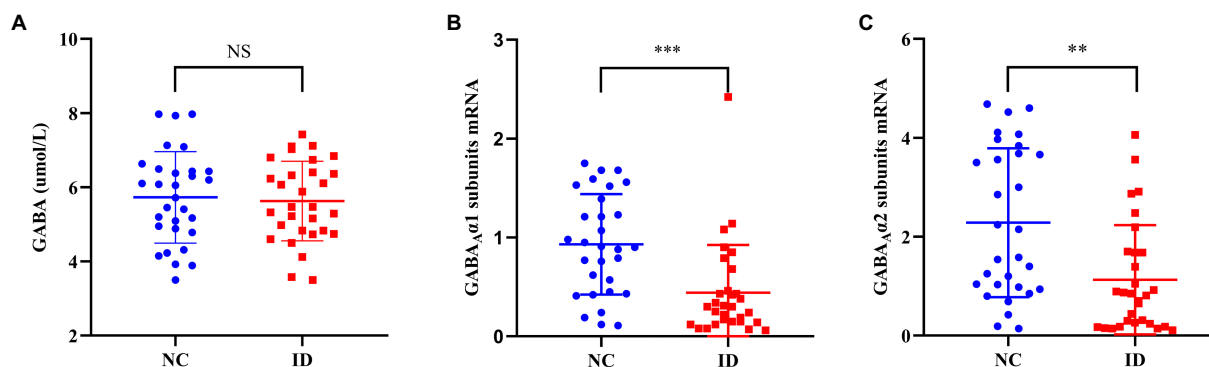 A
GABA (umol/L)
10
8
6
4
2
NS
NC
ID
B
GABAAα1 subunits mRNA
3
2
1
0
***
NC
ID
C
GABAAα2 subunits mRNA
6
4
2
0
**
NC
ID